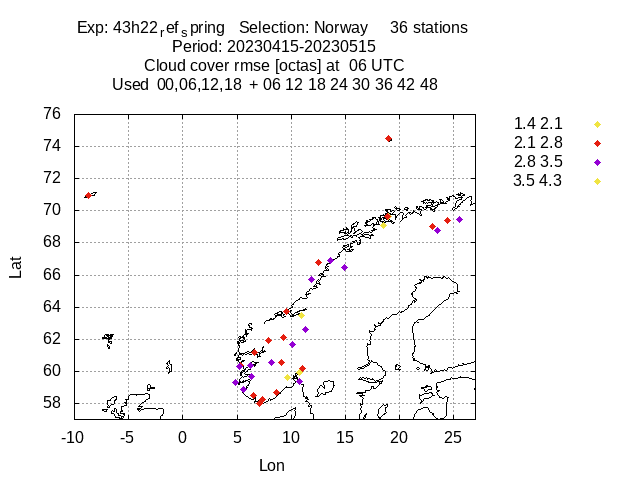 Exp: 43h22_ref_spring   Selection: Norway     36 stations
Period: 20230415-20230515
Cloud cover rmse [octas] at  06 UTC
Used  00,06,12,18  + 06 12 18 24 30 36 42 48
1.4 2.1
2.1 2.8
2.8 3.5
3.5 4.3
76
74
72
70
68
66
64
62
60
58
Lat
-10 -5 0 5 10 15 20 25
Lon